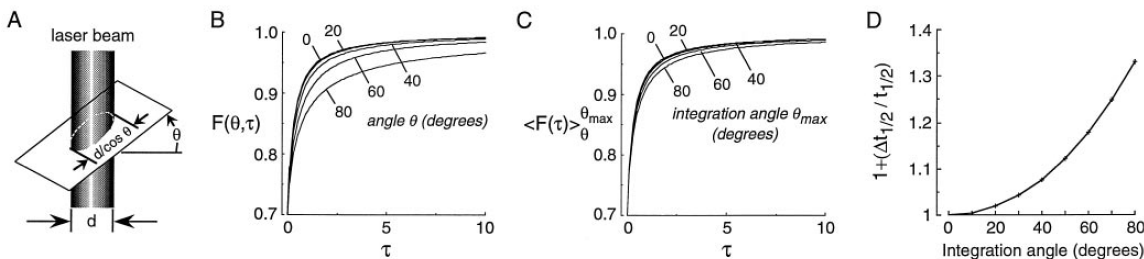 A
laser beam
d/cos θ
θ
d
B
F(θ,τ)
1.0
0.9
0.8
0.7
0
5
10
τ
0
20
40
60
80
angle θ (degrees)
C
<F(τ)>θ^θmax
1.0
0.9
0.8
0.7
0
5
10
τ
0
20
40
60
80
integration angle θmax
(degrees)
D
1+(Δt1/2 / t1/2)
1.4
1.3
1.2
1.1
1
0
20
40
60
80
Integration angle (degrees)